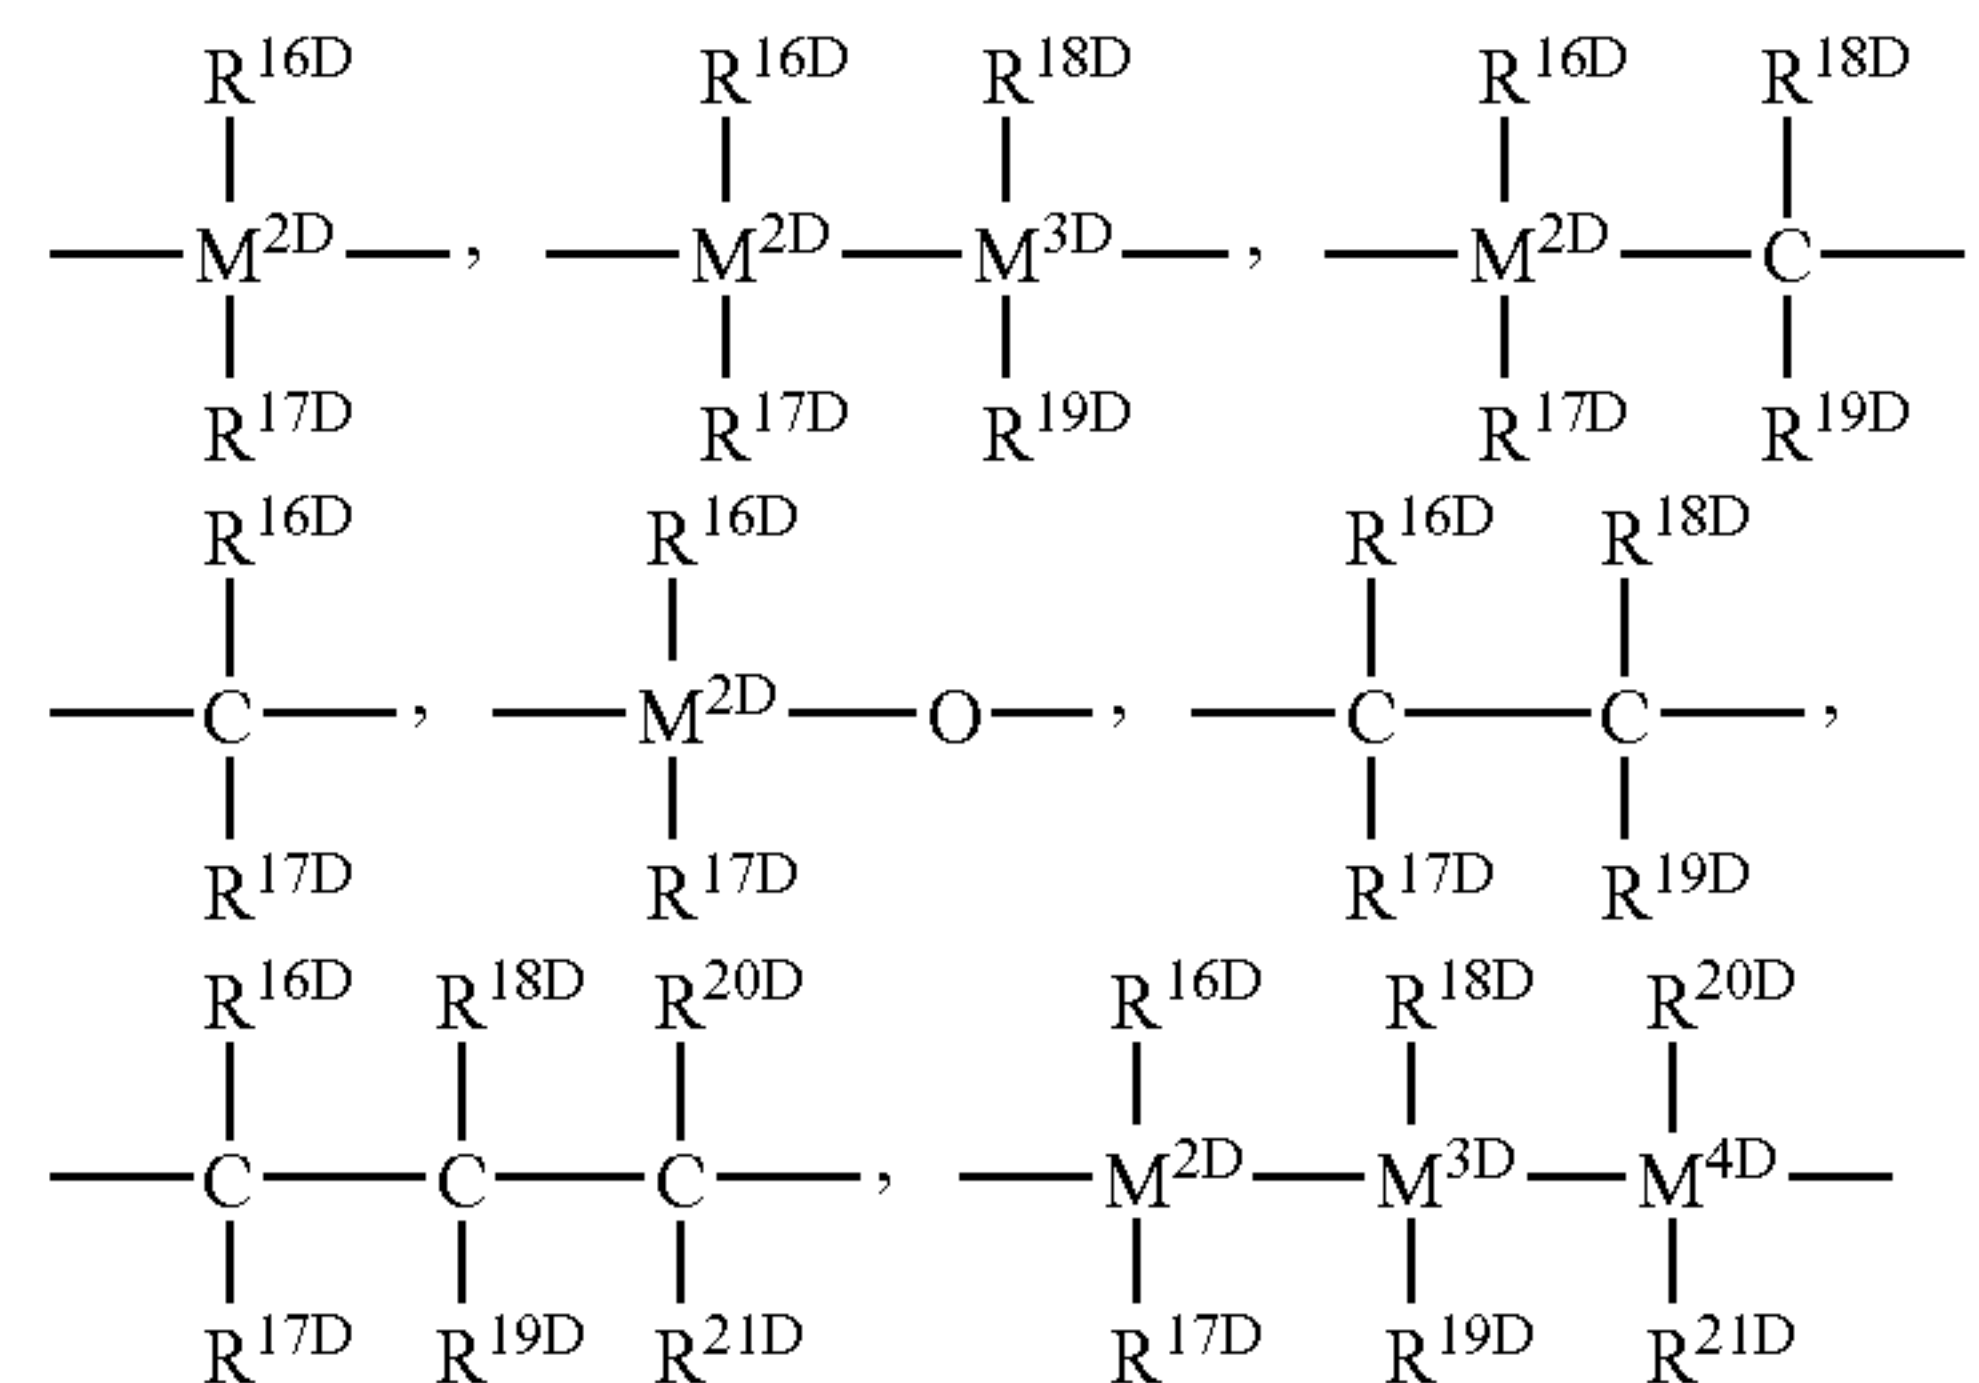 R16D R16D R18D R16D R18D
M2D , M2D M3D , M2D C
R17D R17D R19D R17D R19D
R16D R16D R16D R18D
C , M2D O , C C ,
R17D R17D R17D R19D
R16D R18D R20D R16D R18D R20D
C C C , M2D M3D M4D
R17D R19D R21D R17D R19D R21D